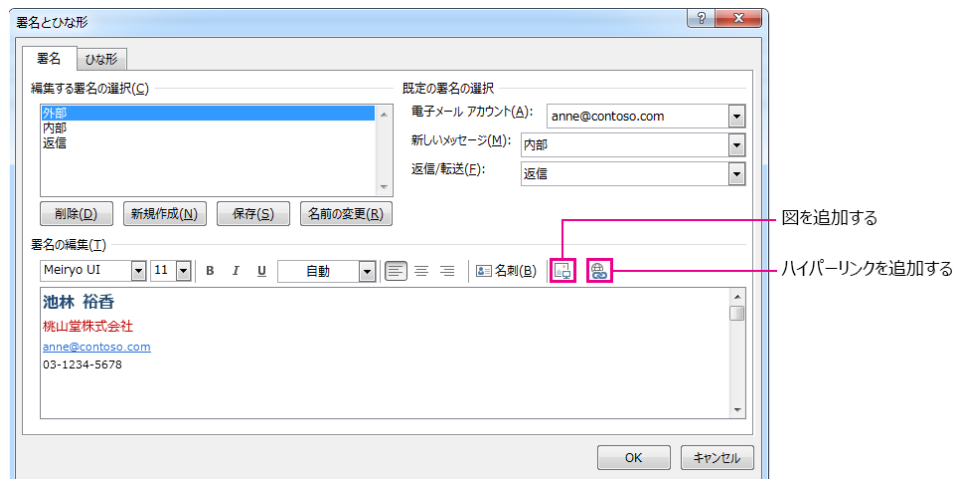 署名とひな形
署名 ひな形
編集する署名の選択(C)
外部
内部
返信
削除(D) 新規作成(N) 保存(S) 名前の変更(R)
既定の署名の選択
電子メール アカウント(A): anne@contoso.com
新しいメッセージ(M): 内部
返信/転送(F): 返信
図を追加する
署名の編集(T)
Meiryo UI 11 B I U 自動 名刺(B)
ハイパーリンクを追加する
池林 裕香
桃山堂株式会社
anne@contoso.com
03-1234-5678
OK キャンセル